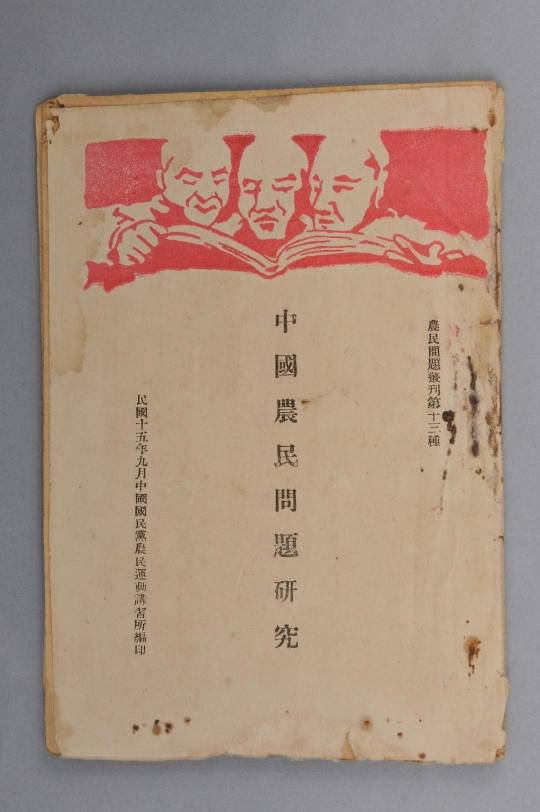 農民問題叢刊第十三種
中國農民問題研究
民國十五年九月中國國民黨農民運動講習所編印